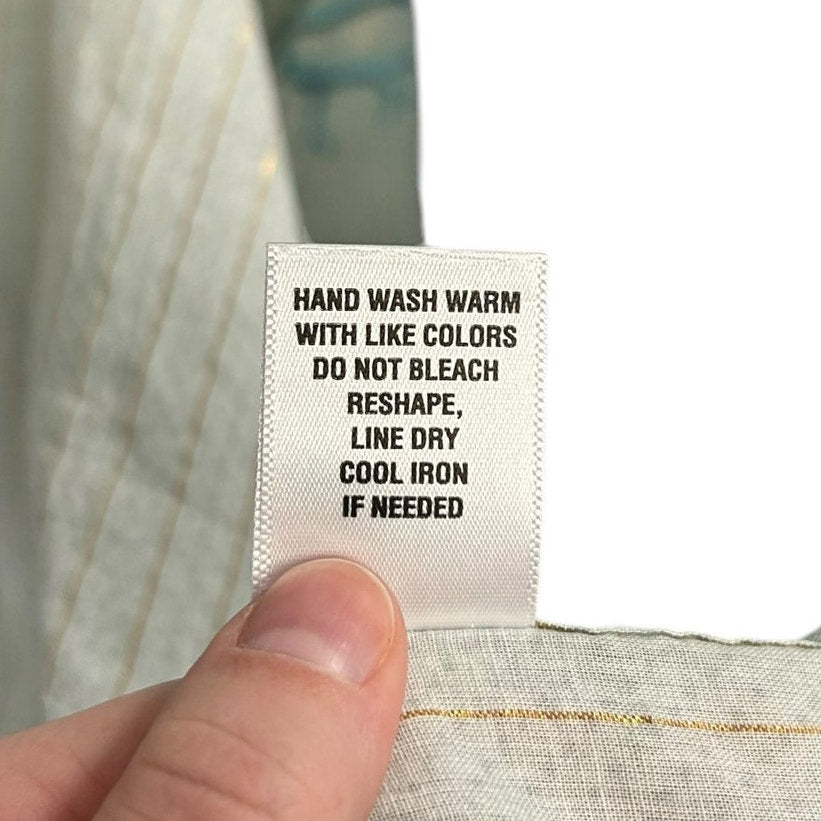 HAND WASH WARM
WITH LIKE COLORS
DO NOT BLEACH
RESHAPE,
LINE DRY
COOL IRON
IF NEEDED